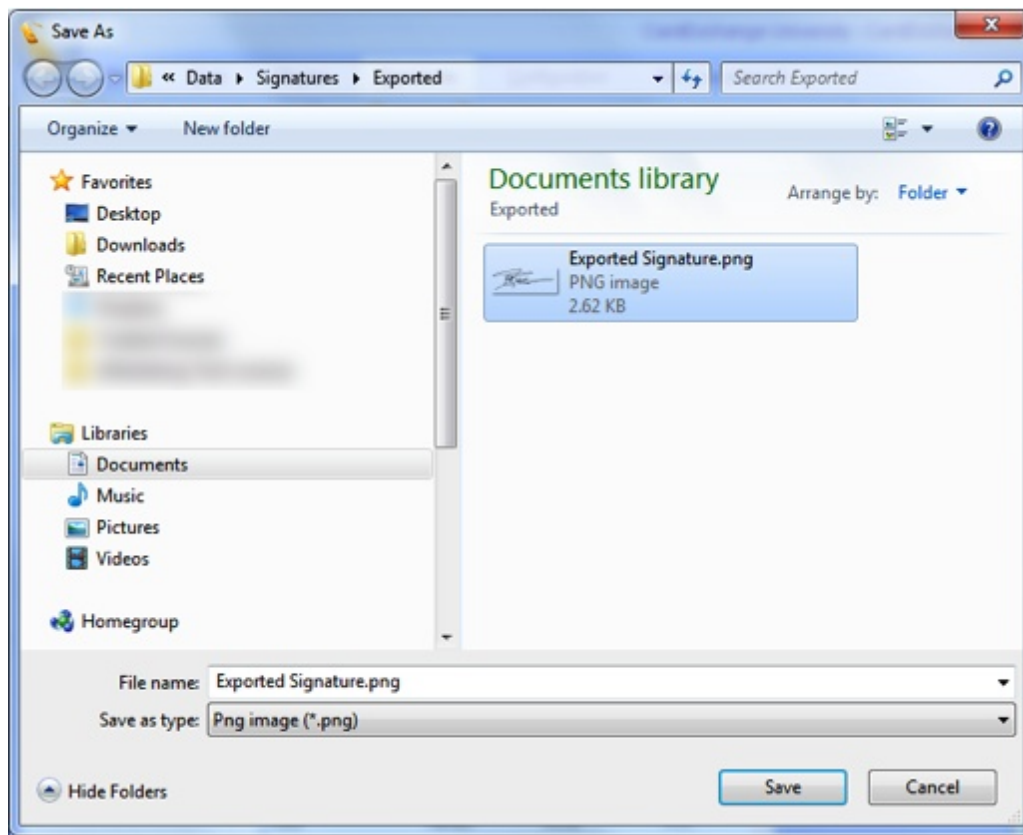 Save As
« Data ▸ Signatures ▸ Exported
Search Exported
Organize
New folder
Favorites
Desktop
Downloads
Recent Places
Libraries
Documents
Music
Pictures
Videos
Homegroup
Documents library
Exported
Arrange by: Folder
Exported Signature.png
PNG image
2.62 KB
File name: Exported Signature.png
Save as type: Png image (*.png)
Hide Folders
Save
Cancel